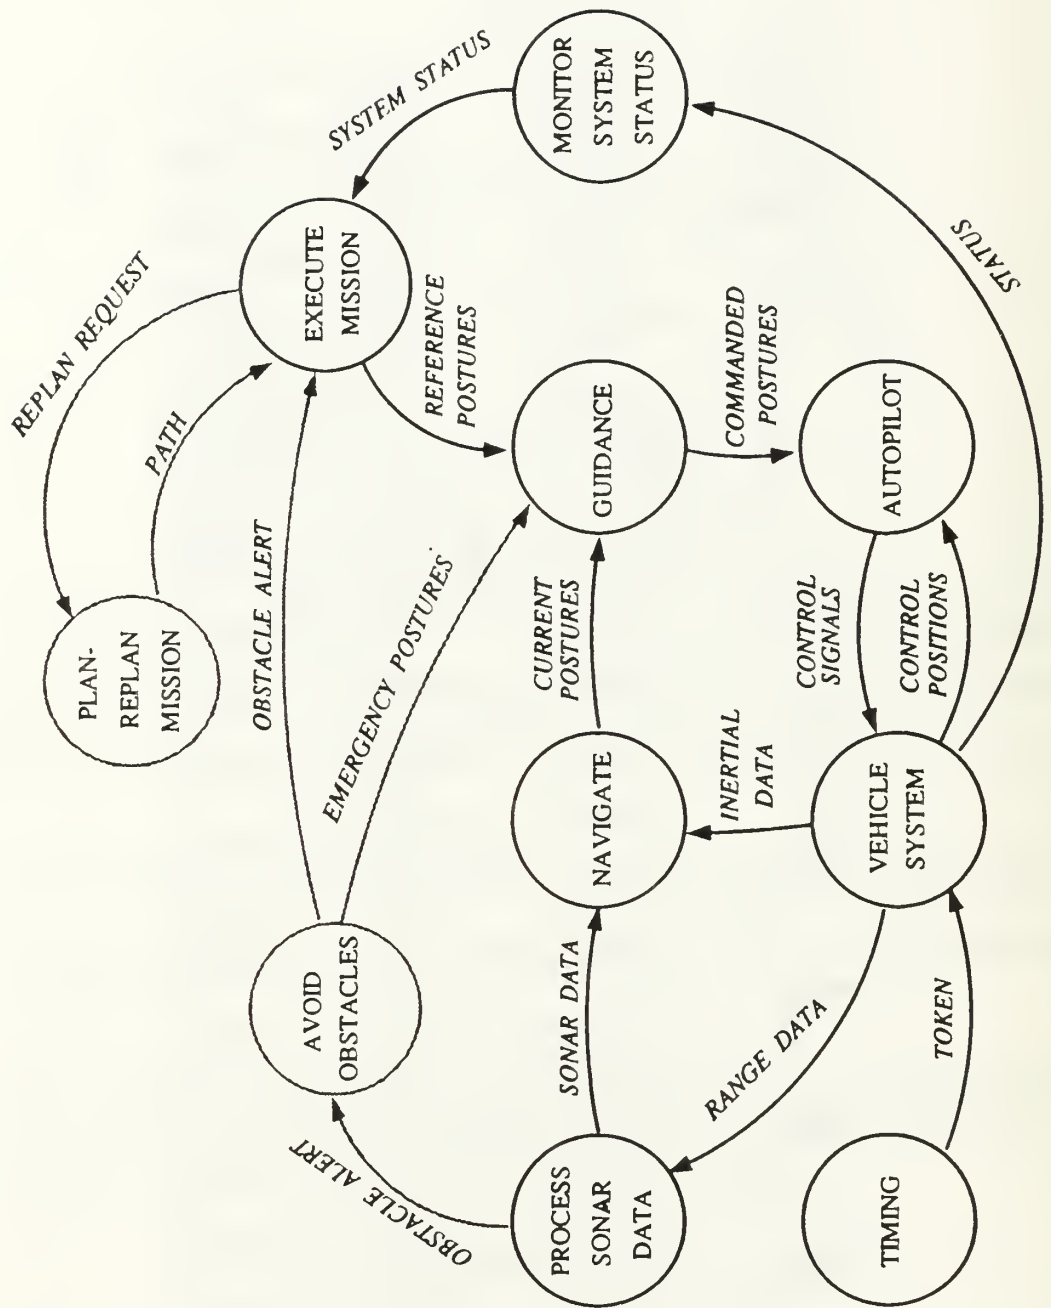 REPLAN REQUEST
PLAN-
REPLAN
MISSION
PATH
OBSTACLE ALERT
EXECUTE
MISSION
SYSTEM STATUS
AVOID
OBSTACLES
EMERGENCY POSTURES
REFERENCE
POSTURES
OBSTACLE ALERT
PROCESS
SONAR
DATA
SONAR DATA
NAVIGATE
CURRENT
POSTURES
GUIDANCE
MONITOR
SYSTEM
STATUS
RANGE DATA
INERTIAL
DATA
COMMANDED
POSTURES
TIMING
TOKEN
VEHICLE
SYSTEM
CONTROL
SIGNALS
CONTROL
POSITIONS
AUTOPILOT
STATUS